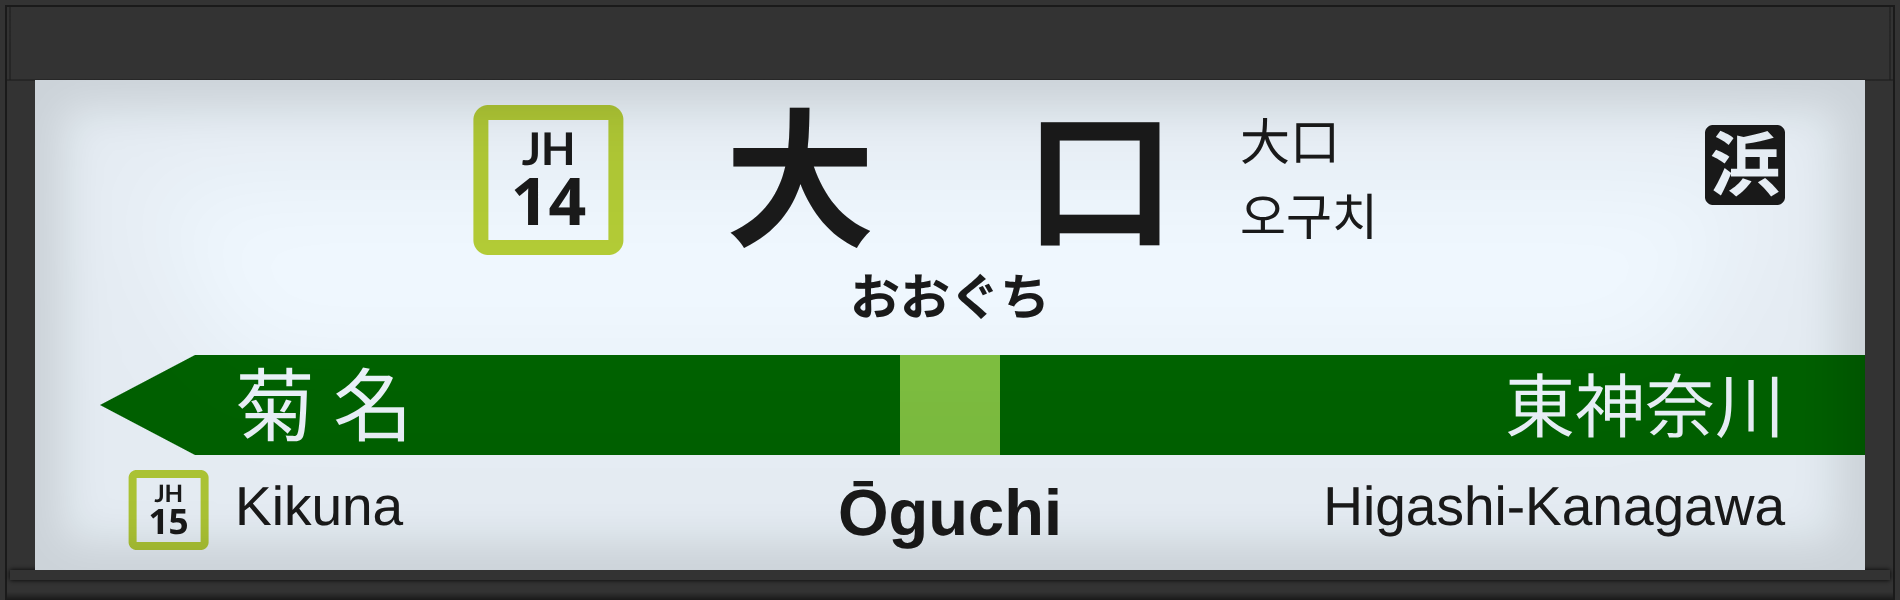 JH
14
大口
大口
오구치
浜
おおぐち
菊名
東神奈川
JH
15
Kikuna
Ōguchi
Higashi-Kanagawa